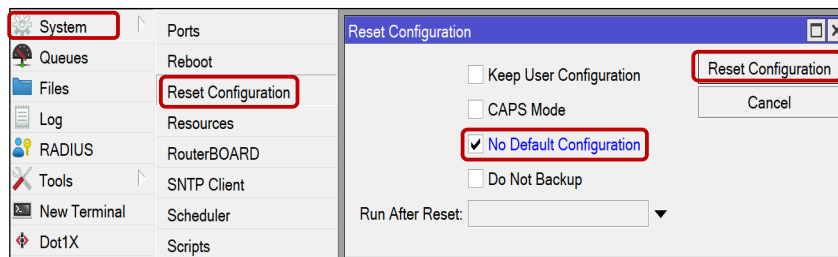 System
Queues
Files
Log
RADIUS
Tools
New Terminal
Dot1X
Ports
Reboot
Reset Configuration
Resources
RouterBOARD
SNTP Client
Scheduler
Scripts
Reset Configuration
Keep User Configuration
CAPS Mode
No Default Configuration
Do Not Backup
Run After Reset:
Reset Configuration
Cancel